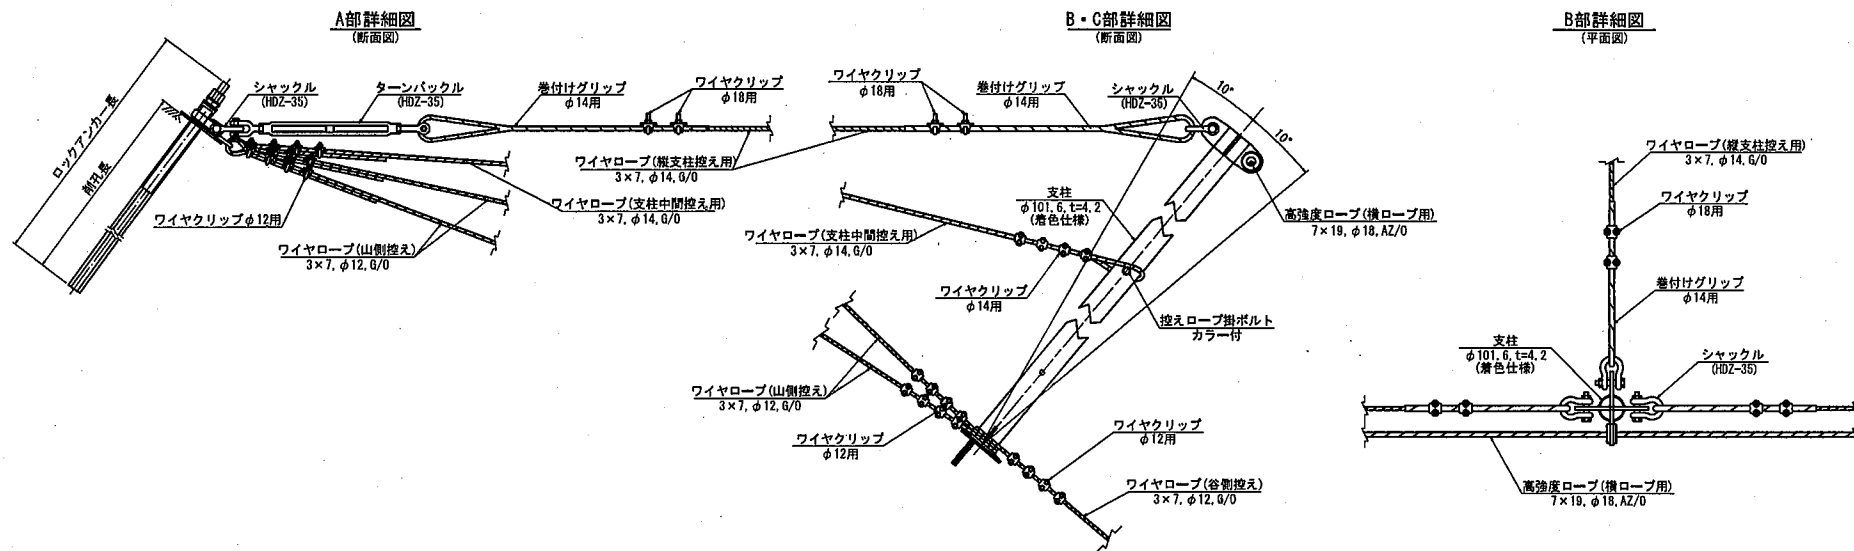 A部詳細図
(断面図)
ロックアンカー長
削孔長
シャックル
(HDZ-35)
ターンバックル
(HDZ-35)
巻付けグリップ
φ14用
ワイヤクリップ
φ18用
ワイヤロープ(縦支柱控え用)
3×7, φ14, G/O
ワイヤロープ(支柱中間控え用)
3×7, φ14, G/O
ワイヤクリップφ12用
ワイヤロープ(山側控え)
3×7, φ12, G/O
B・C部詳細図
(断面図)
ワイヤクリップ
φ18用
巻付けグリップ
φ14用
シャックル
(HDZ-35)
10°
10°
支柱
φ101.6, t=4.2
(着色仕様)
高強度ロープ(横ロープ用)
7×19, φ18, AZ/O
ワイヤロープ(支柱中間控え用)
3×7, φ14, G/O
ワイヤクリップ
φ14用
控えロープ掛ボルト
カラー付
ワイヤロープ(山側控え)
3×7, φ12, G/O
ワイヤクリップ
φ12用
ワイヤクリップ
φ12用
ワイヤロープ(谷側控え)
3×7, φ12, G/O
B部詳細図
(平面図)
ワイヤロープ(縦支柱控え用)
3×7, φ14, G/O
ワイヤクリップ
φ18用
巻付けグリップ
φ14用
支柱
φ101.6, t=4.2
(着色仕様)
シャックル
(HDZ-35)
高強度ロープ(横ロープ用)
7×19, φ18, AZ/O